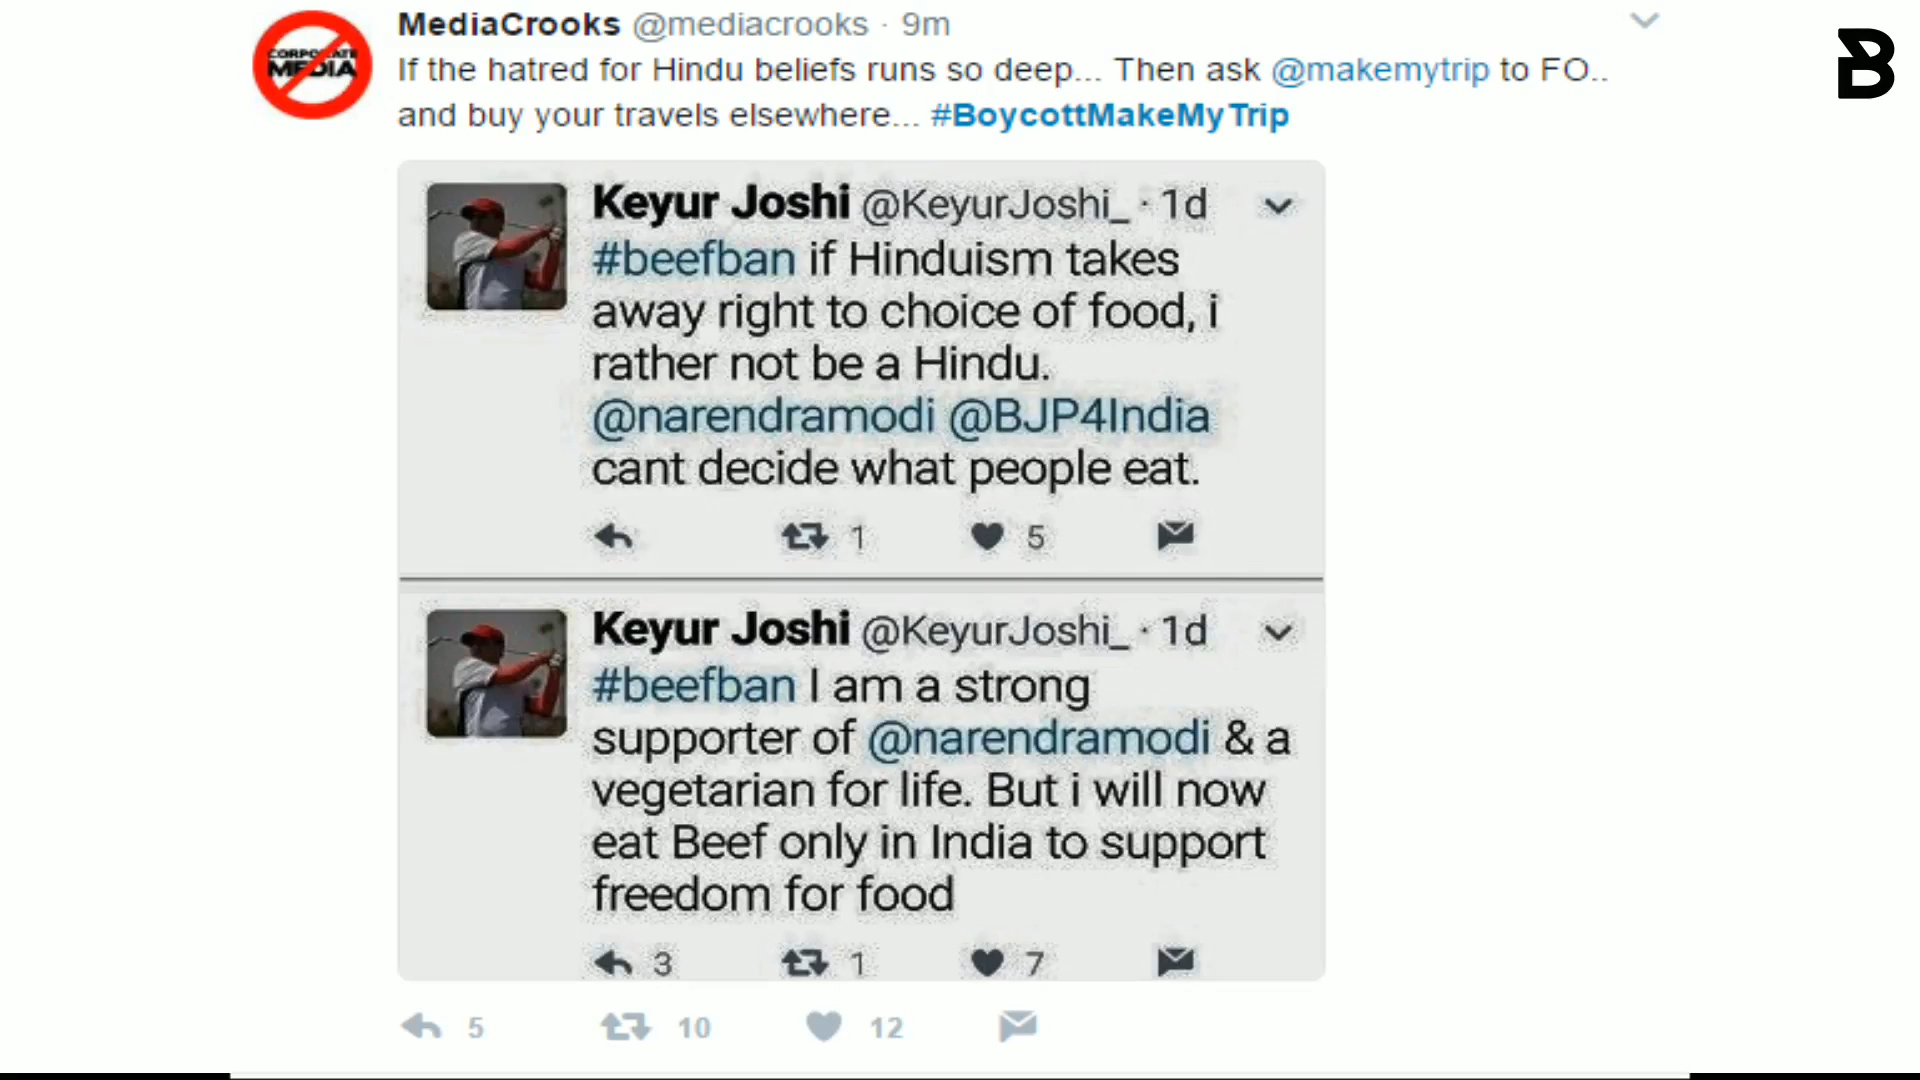 MediaCrooks @mediacrooks · 9m
CORPORATE
MEDIA
If the hatred for Hindu beliefs runs so deep... Then ask @makemytrip to FO..
and buy your travels elsewhere... #BoycottMakeMyTrip
B
Keyur Joshi @KeyurJoshi_ · 1d
#beefban if Hinduism takes
away right to choice of food, i
rather not be a Hindu.
@narendramodi @BJP4India
cant decide what people eat.
1 5
Keyur Joshi @KeyurJoshi_ · 1d
#beefban I am a strong
supporter of @narendramodi & a
vegetarian for life. But i will now
eat Beef only in India to support
freedom for food
3 1 7
5 10 12